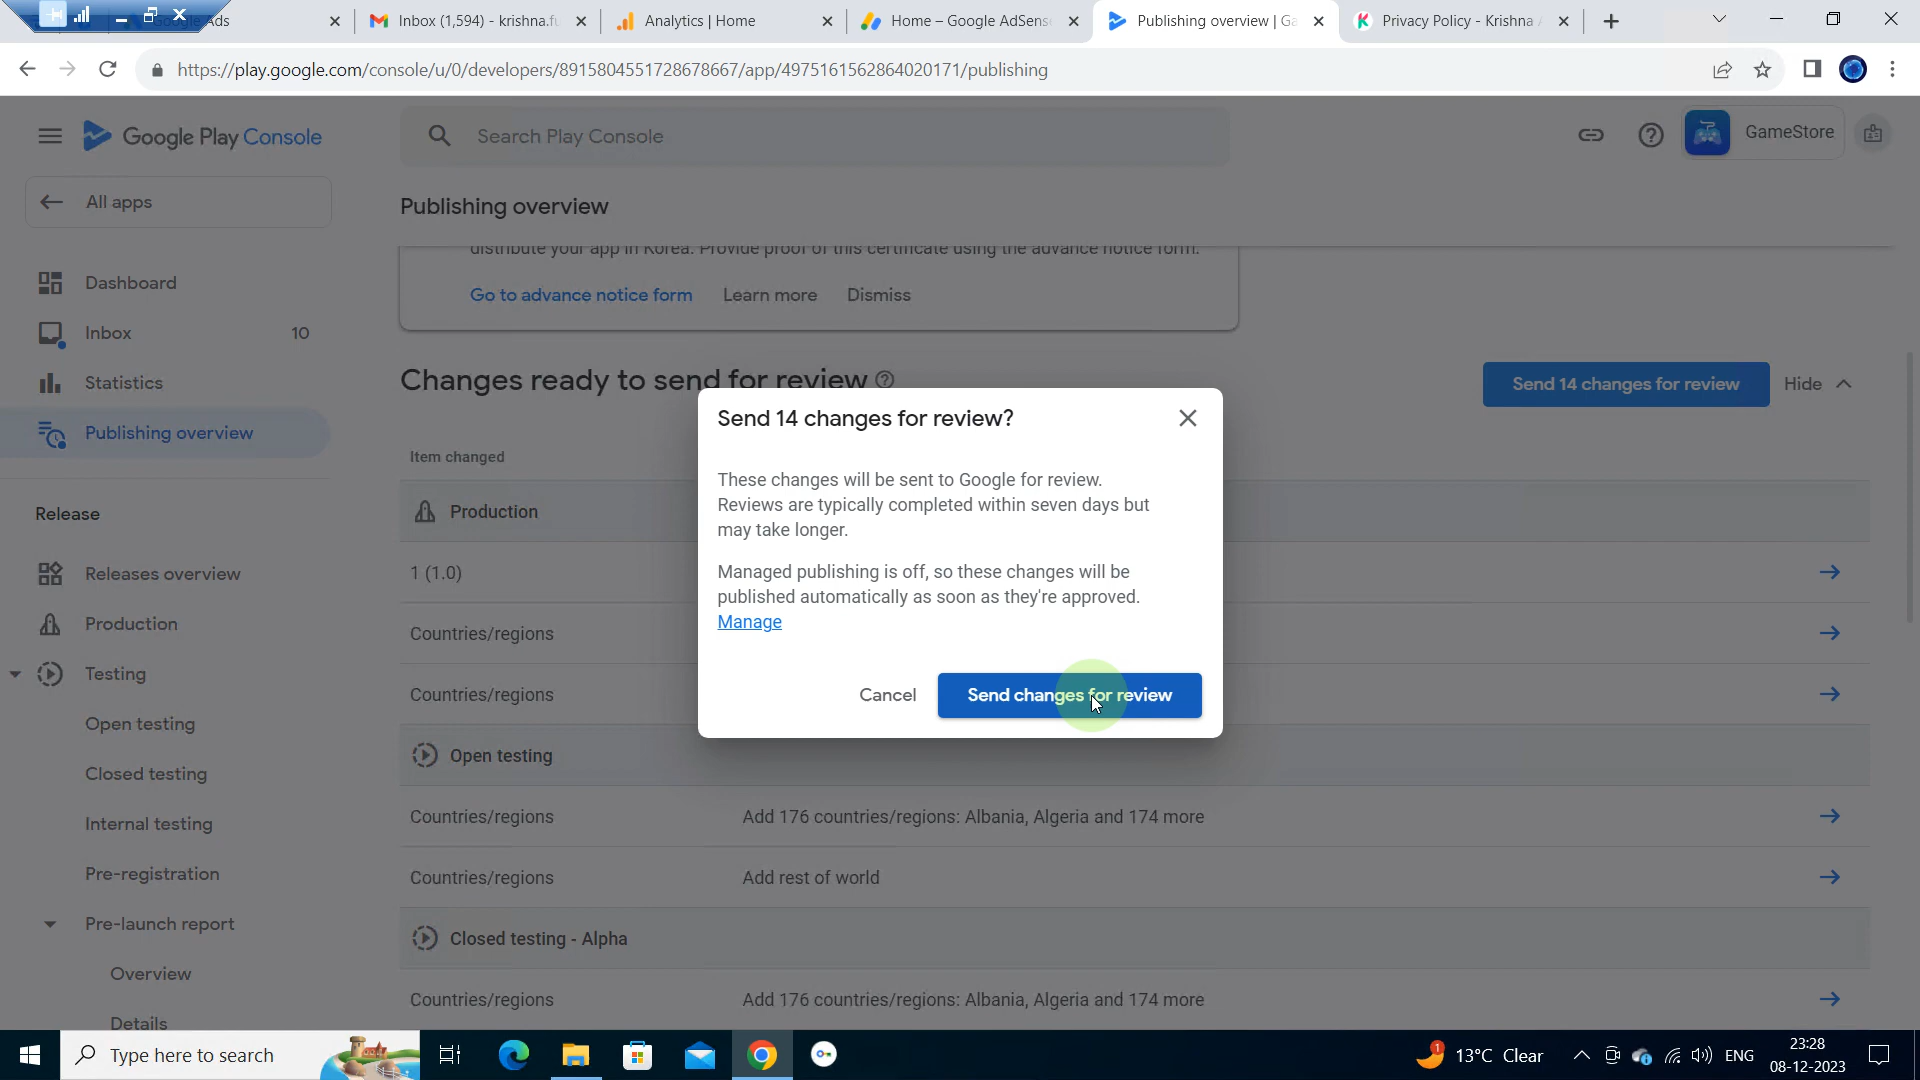 Ads
Inbox (1,594) - krishna.fu
Analytics | Home
Home – Google AdSens
Publishing overview | Ga
Privacy Policy - Krishna
https://play.google.com/console/u/0/developers/8915804551728678667/app/4975161562864020171/publishing
Google Play Console
Search Play Console
GameStore
All apps
Publishing overview
distribute your app in Korea. Provide proof of this certificate using the advance notice form.
Dashboard
Go to advance notice form Learn more Dismiss
Inbox 10
Statistics
Changes ready to send for review
Send 14 changes for review Hide
Publishing overview
Send 14 changes for review?
Item changed
These changes will be sent to Google for review.
Reviews are typically completed within seven days but
may take longer.
Release
Production
Managed publishing is off, so these changes will be
published automatically as soon as they're approved.
Manage
Releases overview
1 (1.0)
Production
Countries/regions
Testing
Countries/regions
Cancel Send changes for review
Open testing
Open testing
Closed testing
Internal testing
Countries/regions Add 176 countries/regions: Albania, Algeria and 174 more
Pre-registration
Countries/regions Add rest of world
Pre-launch report
Closed testing - Alpha
Overview
Countries/regions Add 176 countries/regions: Albania, Algeria and 174 more
Details
Type here to search
1
13°C Clear
ENG
23:28
08-12-2023